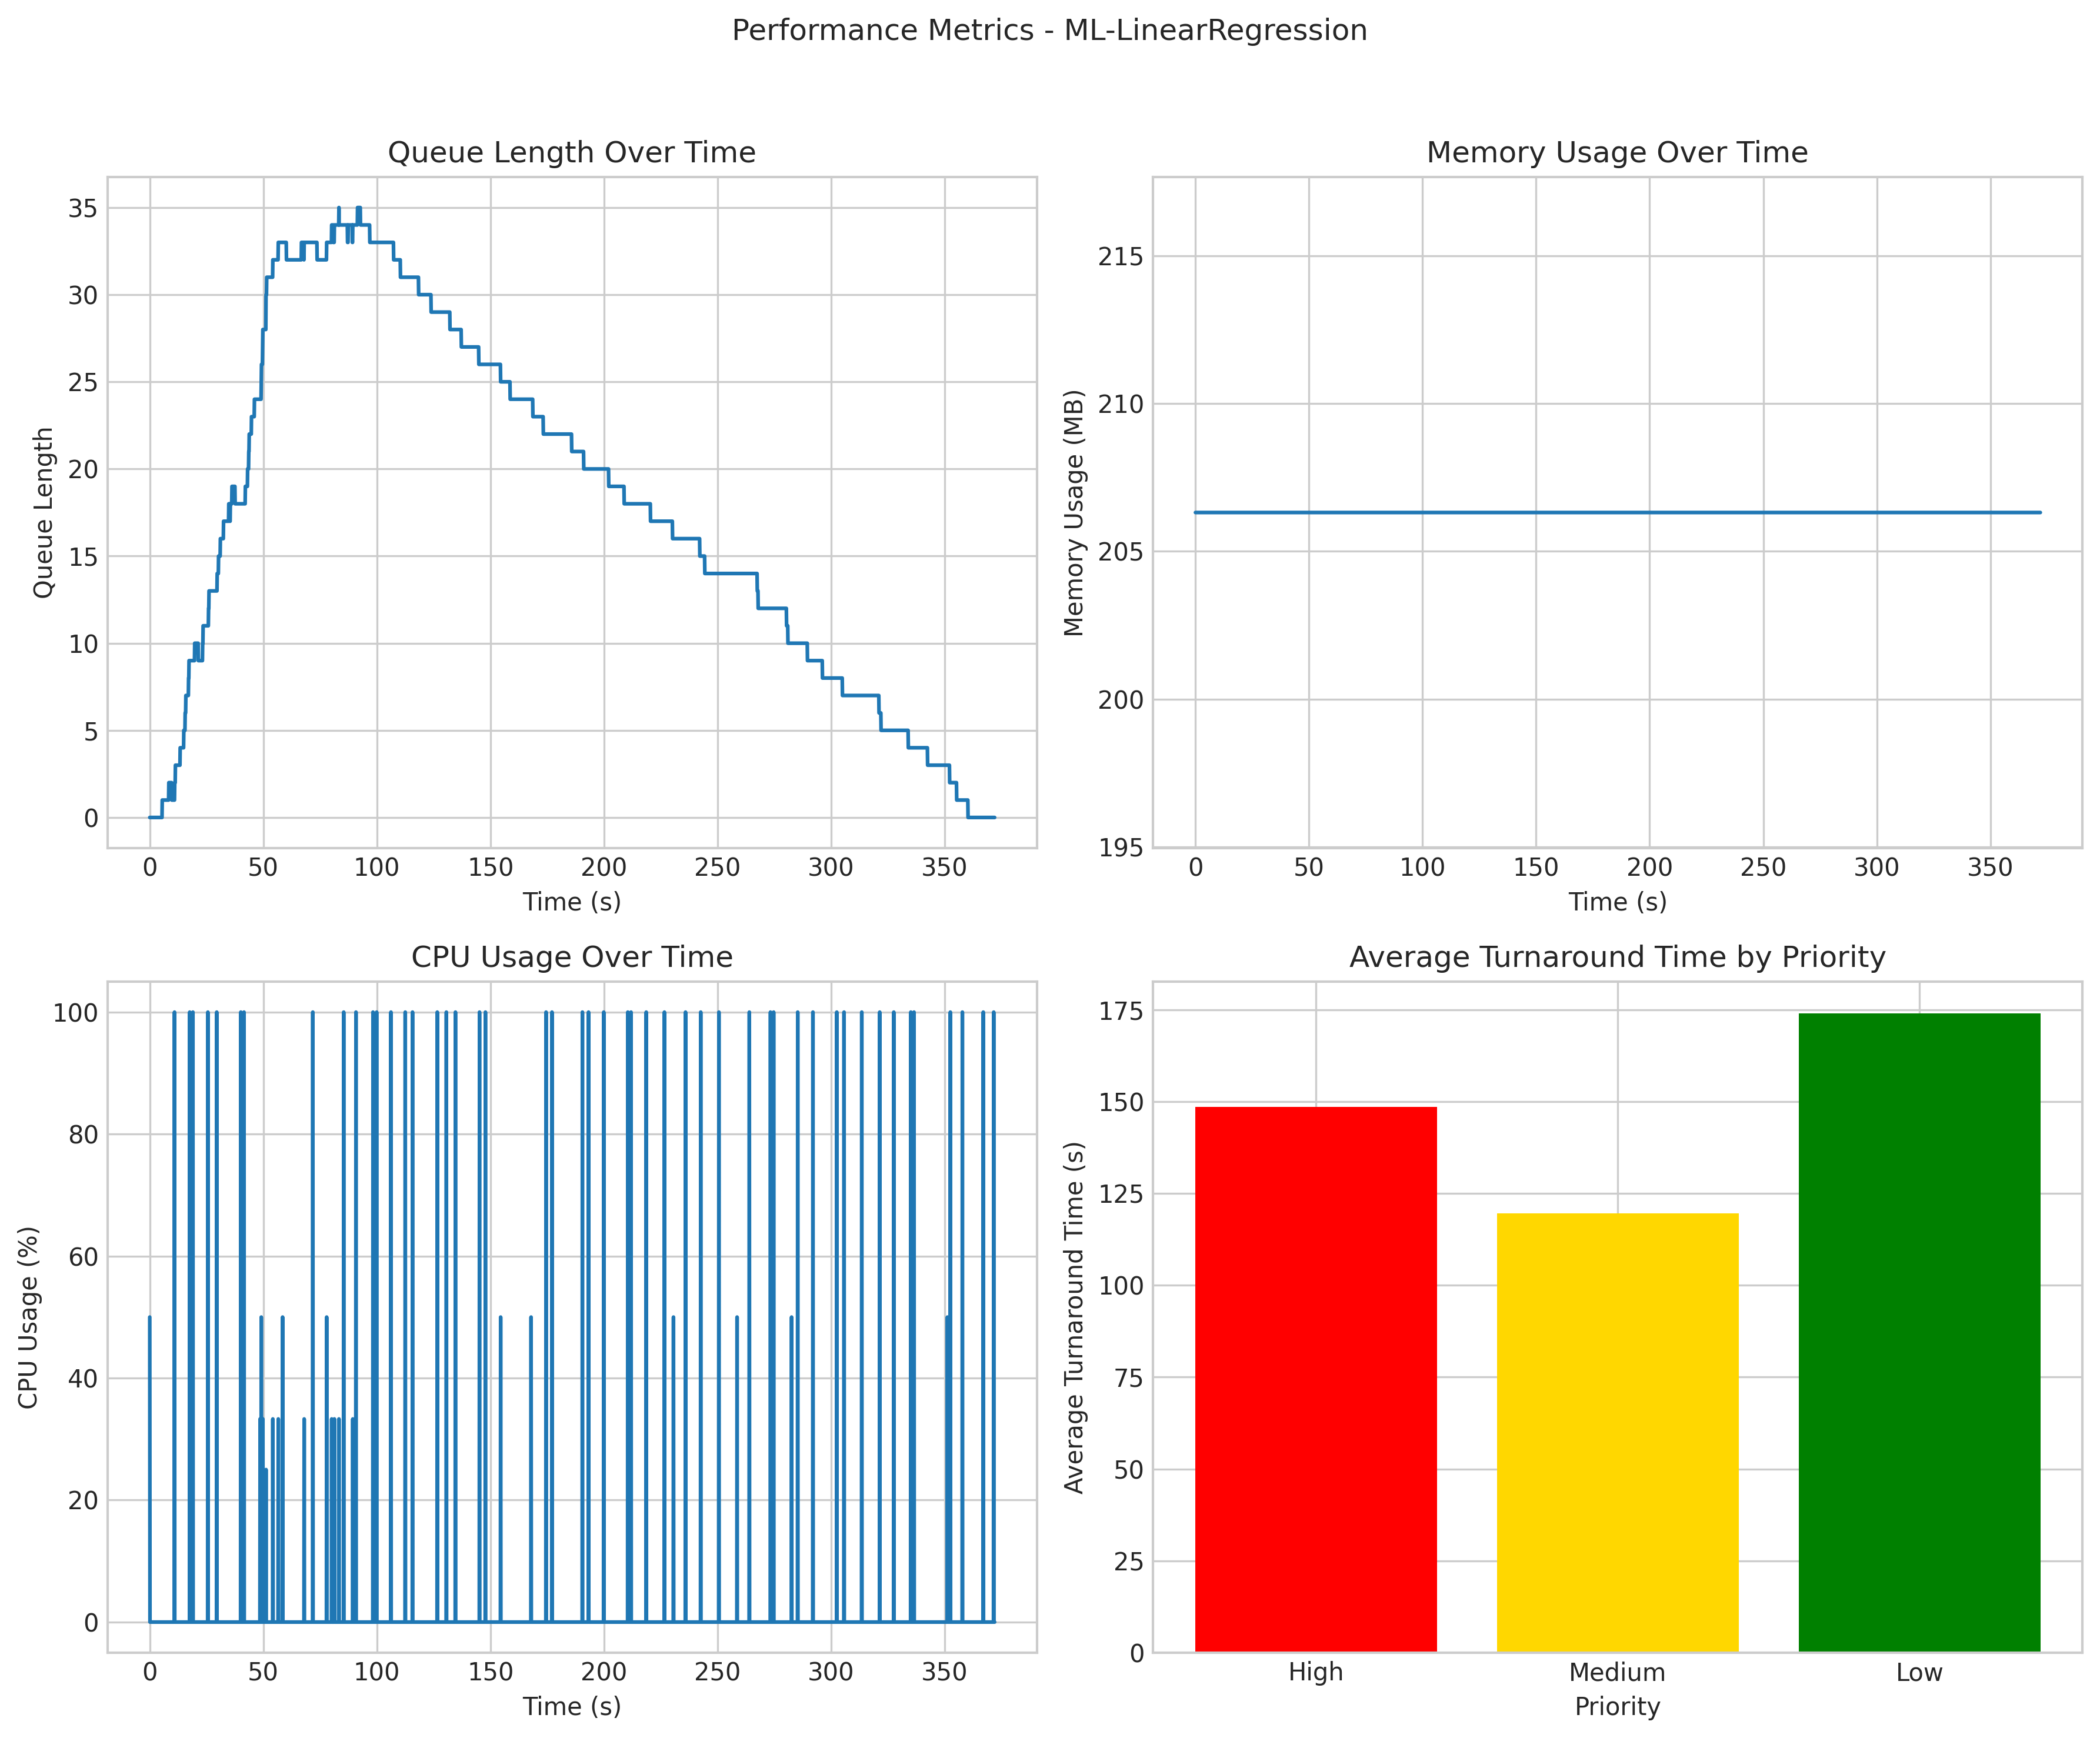 Performance Metrics - ML-LinearRegression
Queue Length Over Time
Queue Length
35
30
25
20
15
10
5
0
0 50 100 150 200 250 300 350
Time (s)
Memory Usage Over Time
Memory Usage (MB)
215
210
205
200
195
0 50 100 150 200 250 300 350
Time (s)
CPU Usage Over Time
CPU Usage (%)
100
80
60
40
20
0
0 50 100 150 200 250 300 350
Time (s)
Average Turnaround Time by Priority
Average Turnaround Time (s)
175
150
125
100
75
50
25
0
High Medium Low
Priority